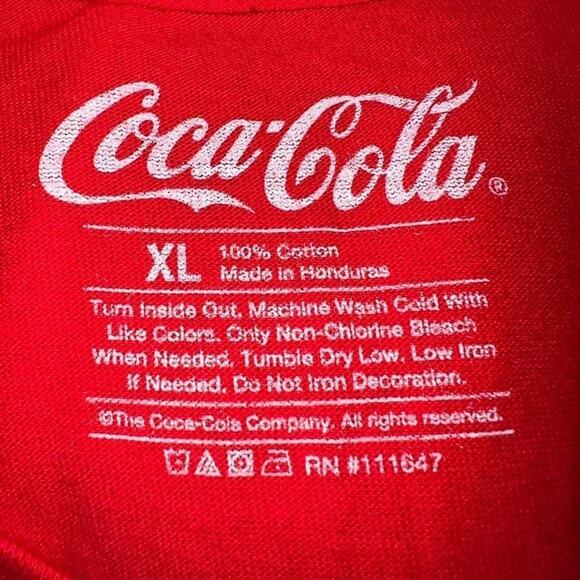 Coca-Cola®
XL 100% Cotton
Made in Honduras
Turn Inside Out. Machine Wash Cold With
Like Colors. Only Non-Chlorine Bleach
When Needed. Tumble Dry Low. Low Iron
If Needed. Do Not Iron Decoration.
©The Coca-Cola Company. All rights reserved.
RN #111647